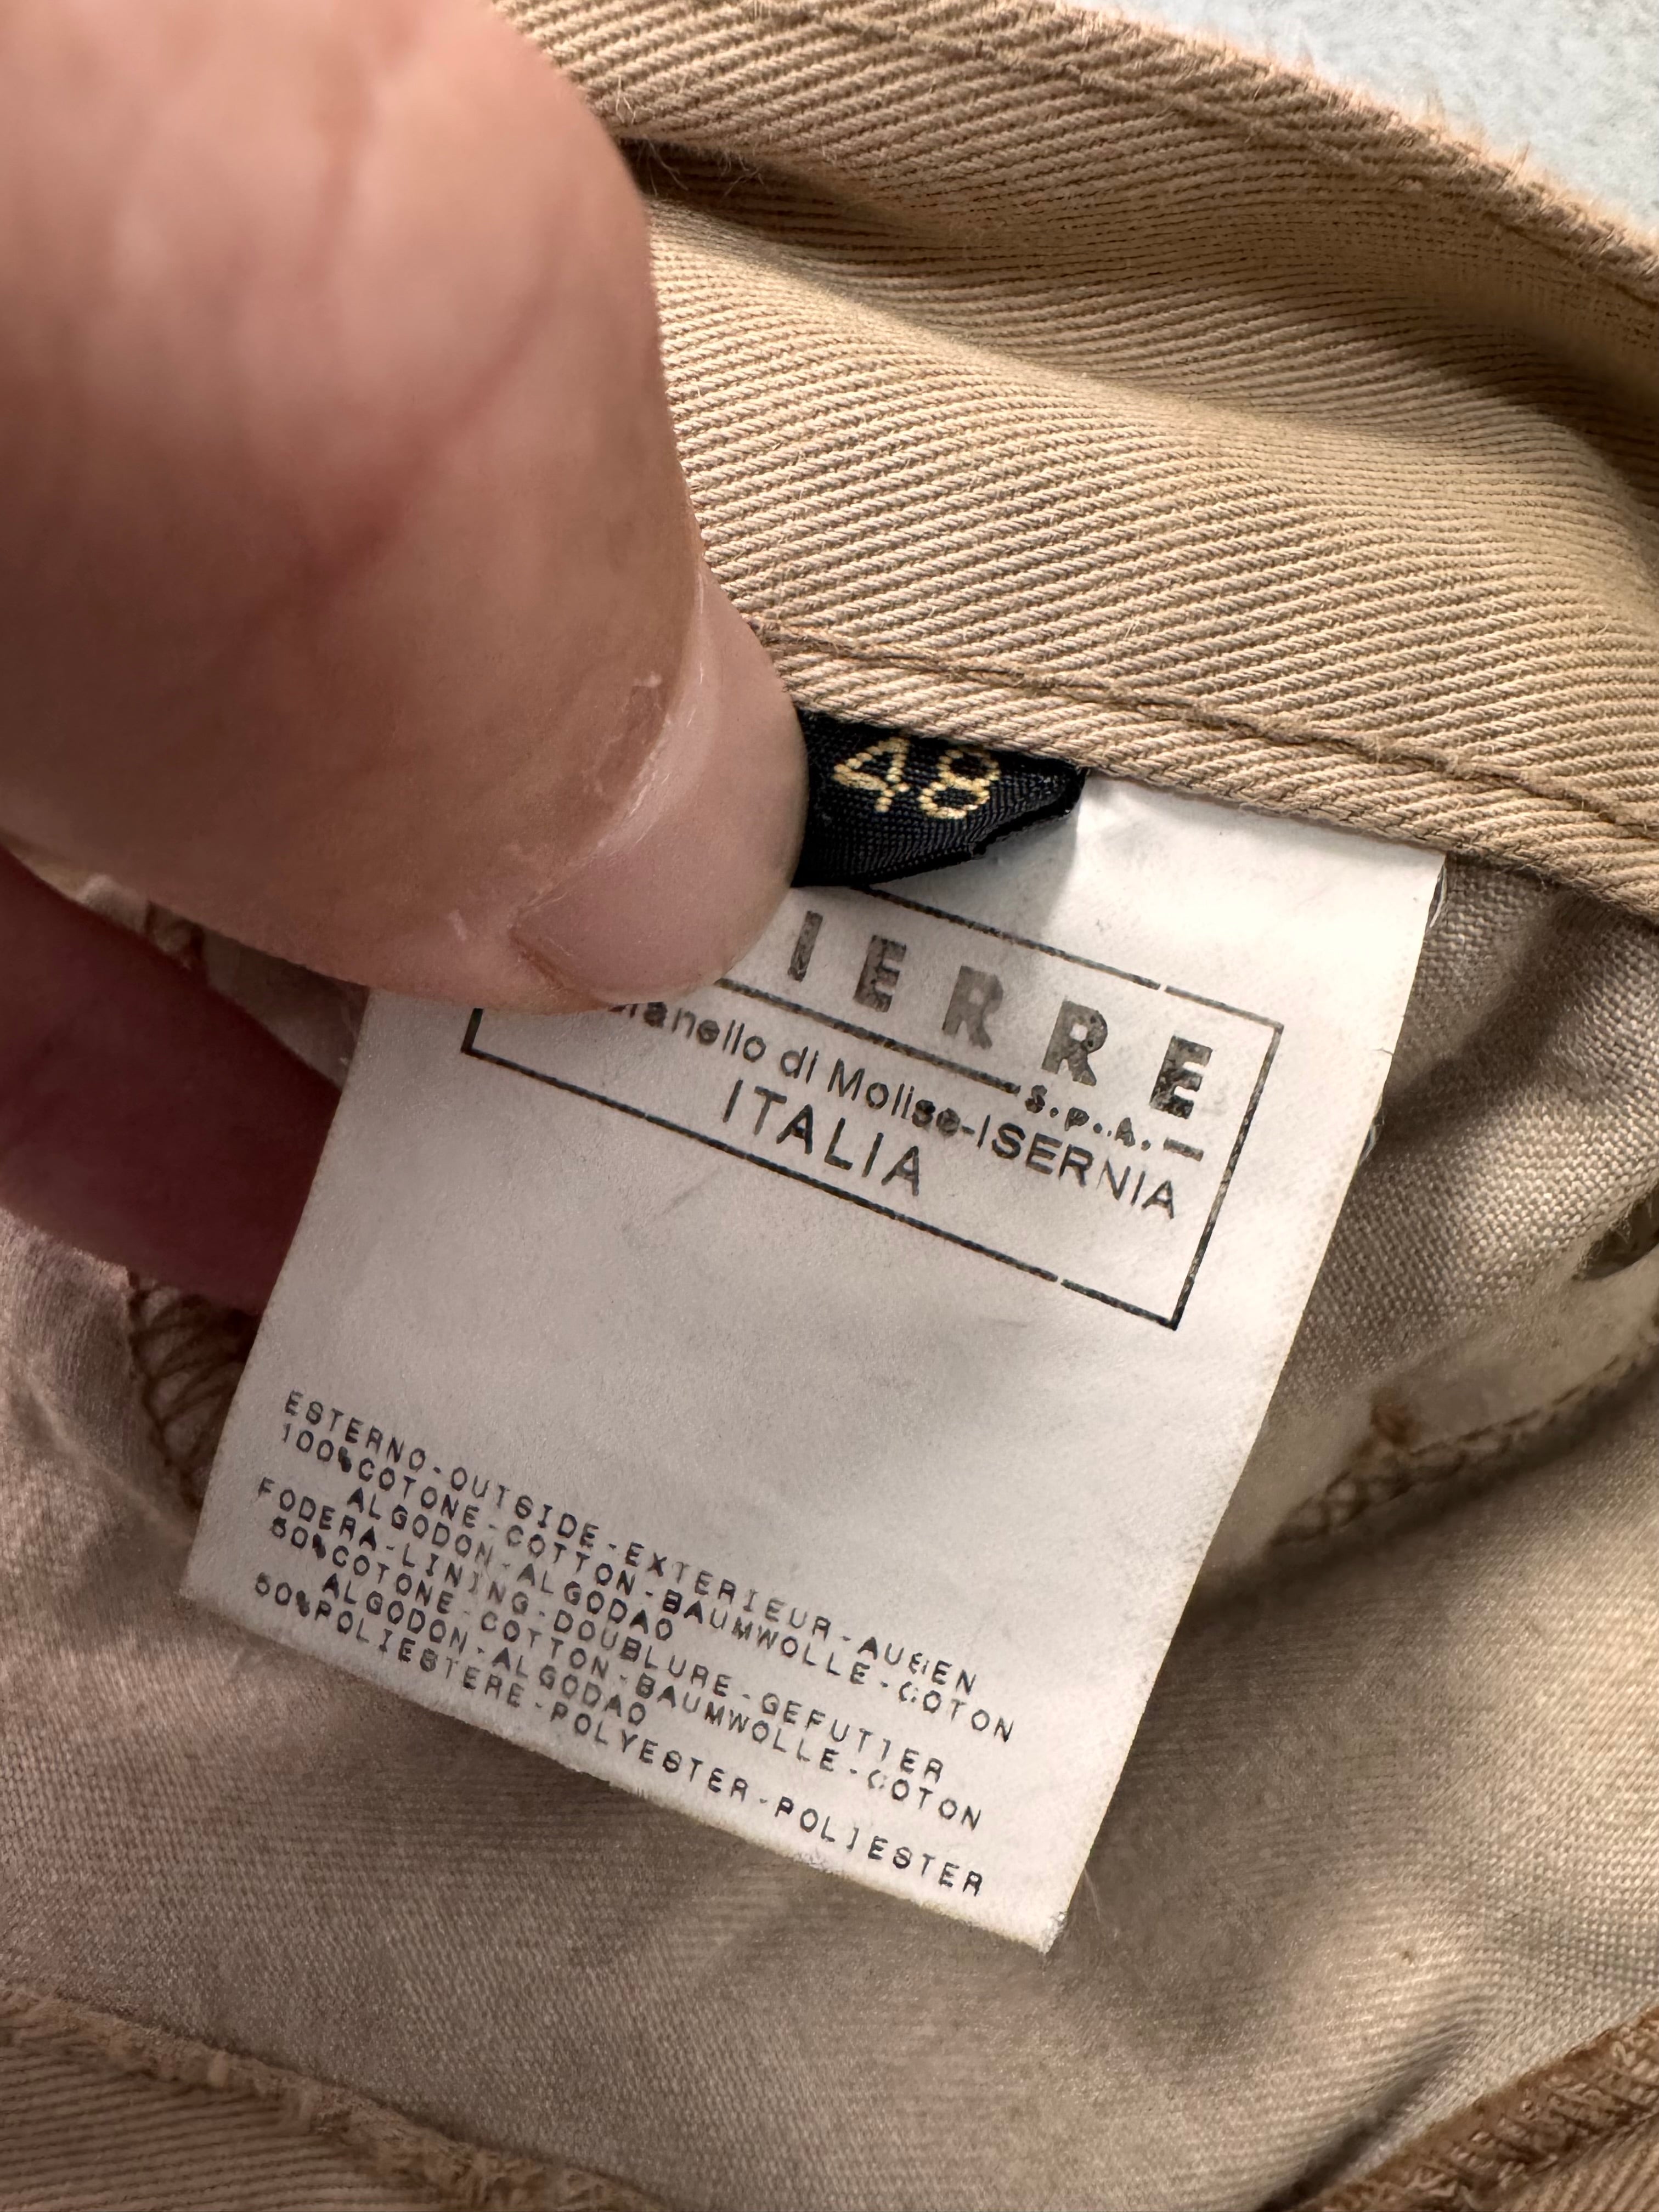 48
IERRE
S.p.A.
di Molise-ISERNIA
ITALIA
ESTERNO-OUTSIDE-EXTERIEUR-AUßEN
100%COTONE-COTTON-BAUMWOLLE-COTON
ALGODON-ALGODAO
FODERA-LINING-DOUBLURE-GEFUTTER
50%COTONE-COTTON-BAUMWOLLE-COTON
ALGODON-ALGODAO
50%POLIESTERE-POLYESTER-POLIESTER